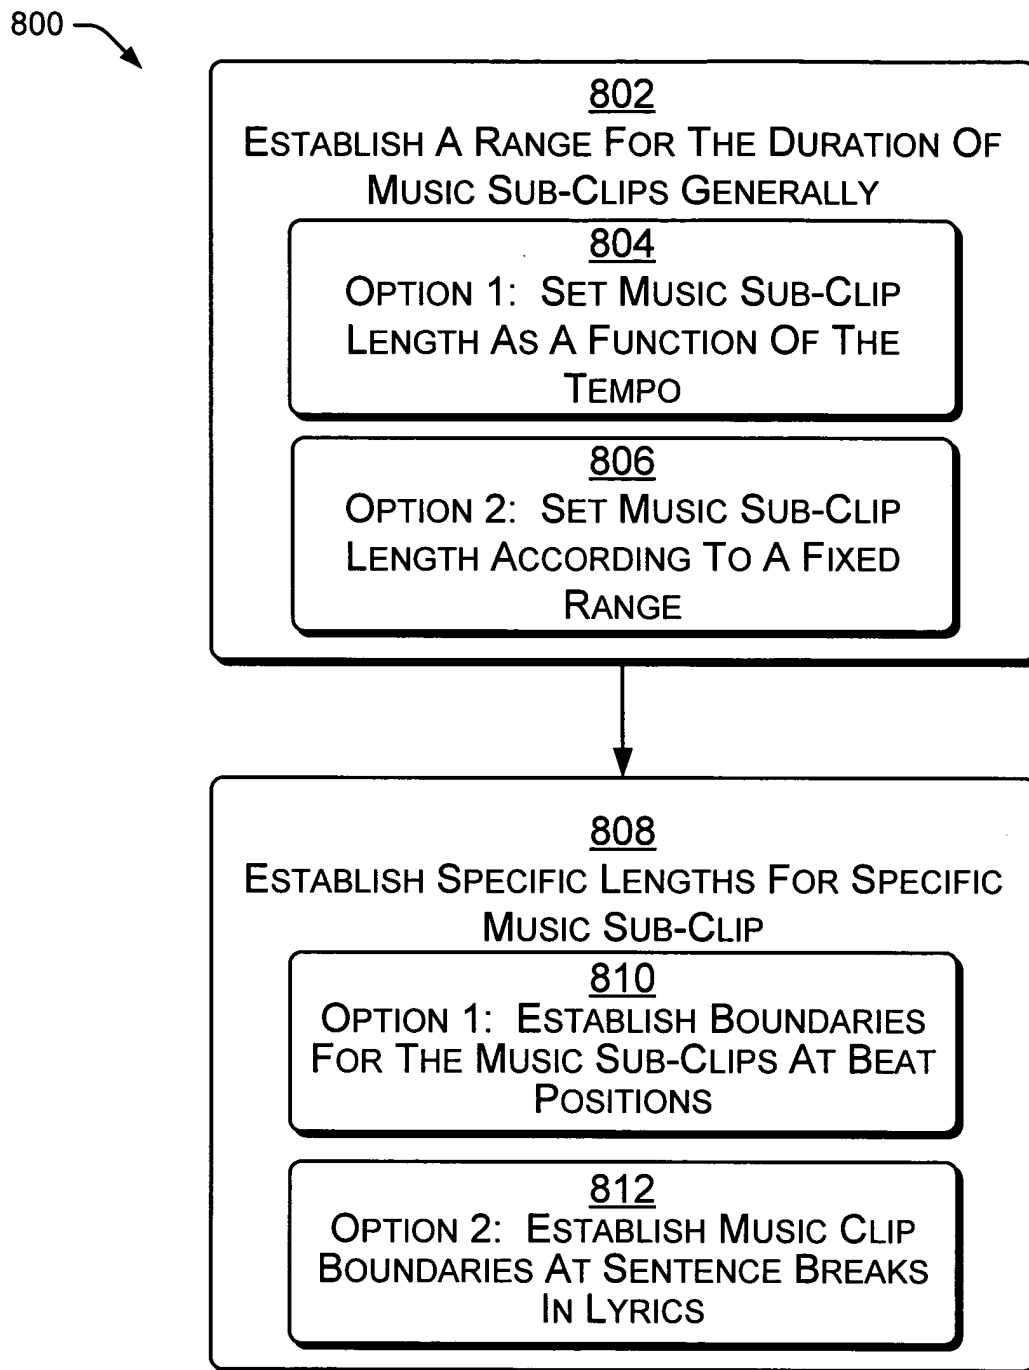 800
802
ESTABLISH A RANGE FOR THE DURATION OF
MUSIC SUB-CLIPS GENERALLY
804
OPTION 1: SET MUSIC SUB-CLIP
LENGTH AS A FUNCTION OF THE
TEMPO
806
OPTION 2: SET MUSIC SUB-CLIP
LENGTH ACCORDING TO A FIXED
RANGE
808
ESTABLISH SPECIFIC LENGTHS FOR SPECIFIC
MUSIC SUB-CLIP
810
OPTION 1: ESTABLISH BOUNDARIES
FOR THE MUSIC SUB-CLIPS AT BEAT
POSITIONS
812
OPTION 2: ESTABLISH MUSIC CLIP
BOUNDARIES AT SENTENCE BREAKS
IN LYRICS